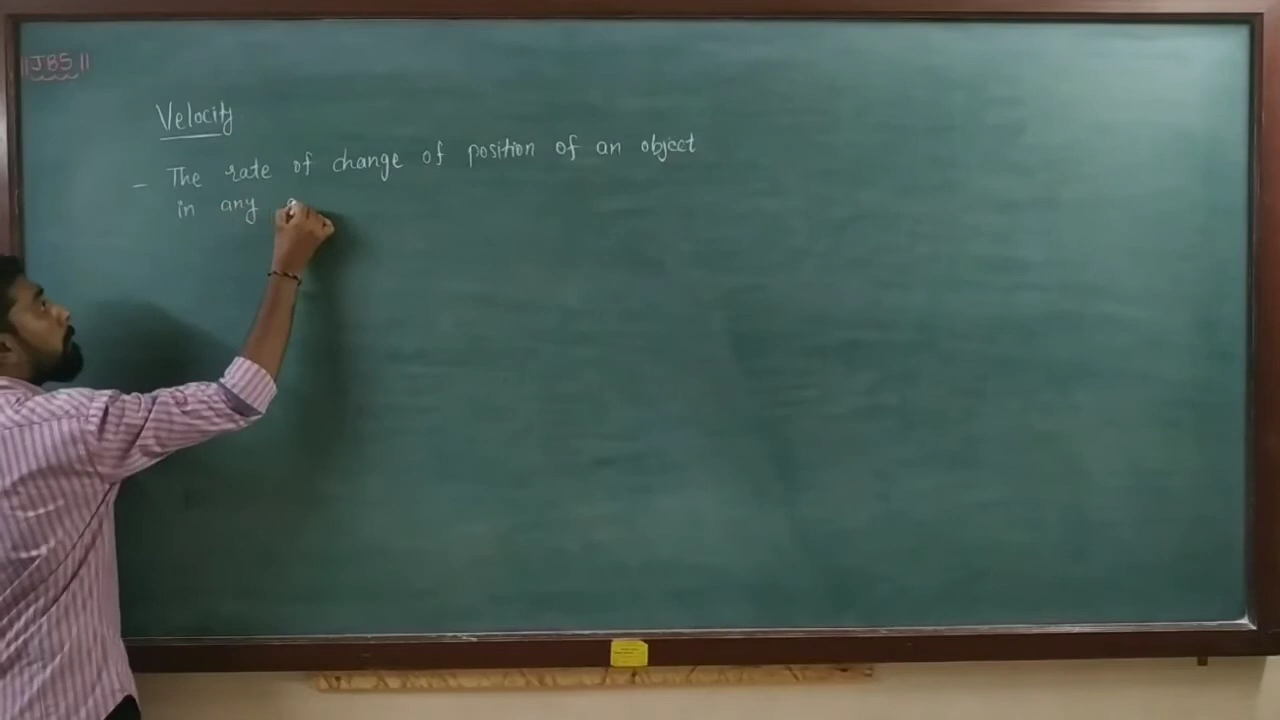 ||JBS||
Velocity
- The rate of change of position of an object
in any